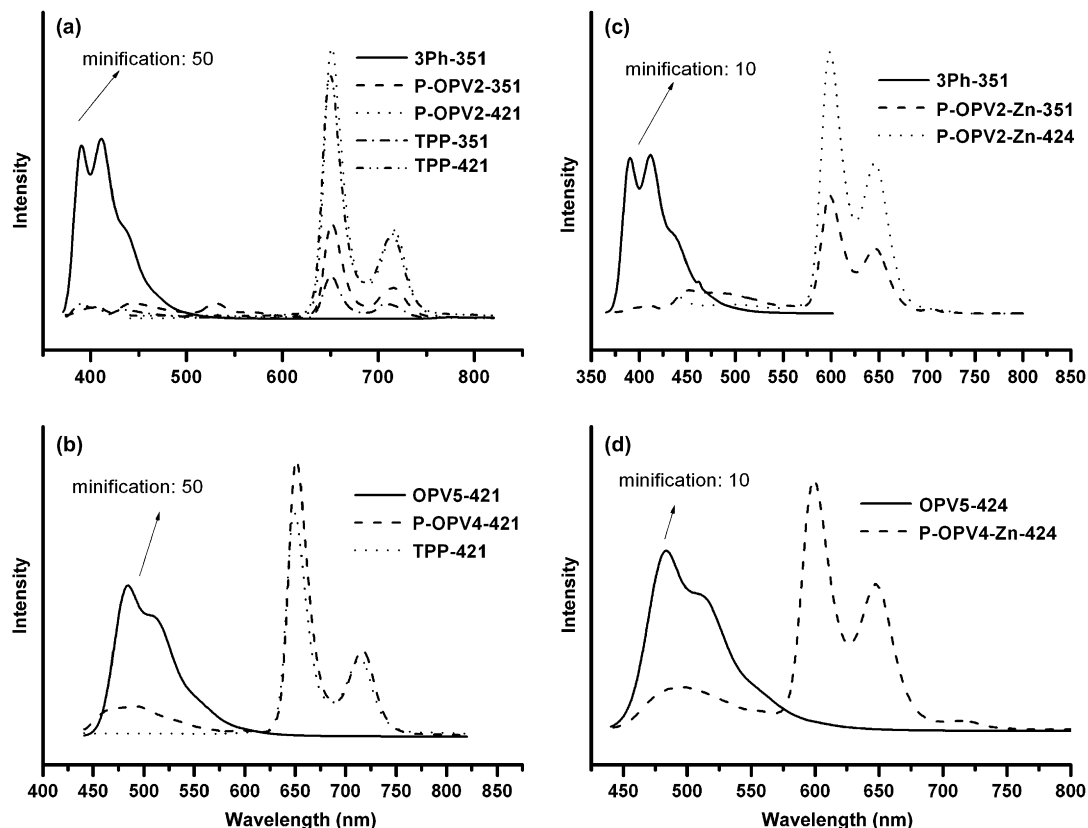 (a)
minification: 50
3Ph-351
P-OPV2-351
P-OPV2-421
TPP-351
TPP-421
Intensity
400 500 600 700 800
(c)
minification: 10
3Ph-351
P-OPV2-Zn-351
P-OPV2-Zn-424
Intensity
350 400 450 500 550 600 650 700 750 800 850
(b)
minification: 50
OPV5-421
P-OPV4-421
TPP-421
Intensity
400 450 500 550 600 650 700 750 800 850
Wavelength (nm)
(d)
minification: 10
OPV5-424
P-OPV4-Zn-424
Intensity
450 500 550 600 650 700 750 800
Wavelength (nm)